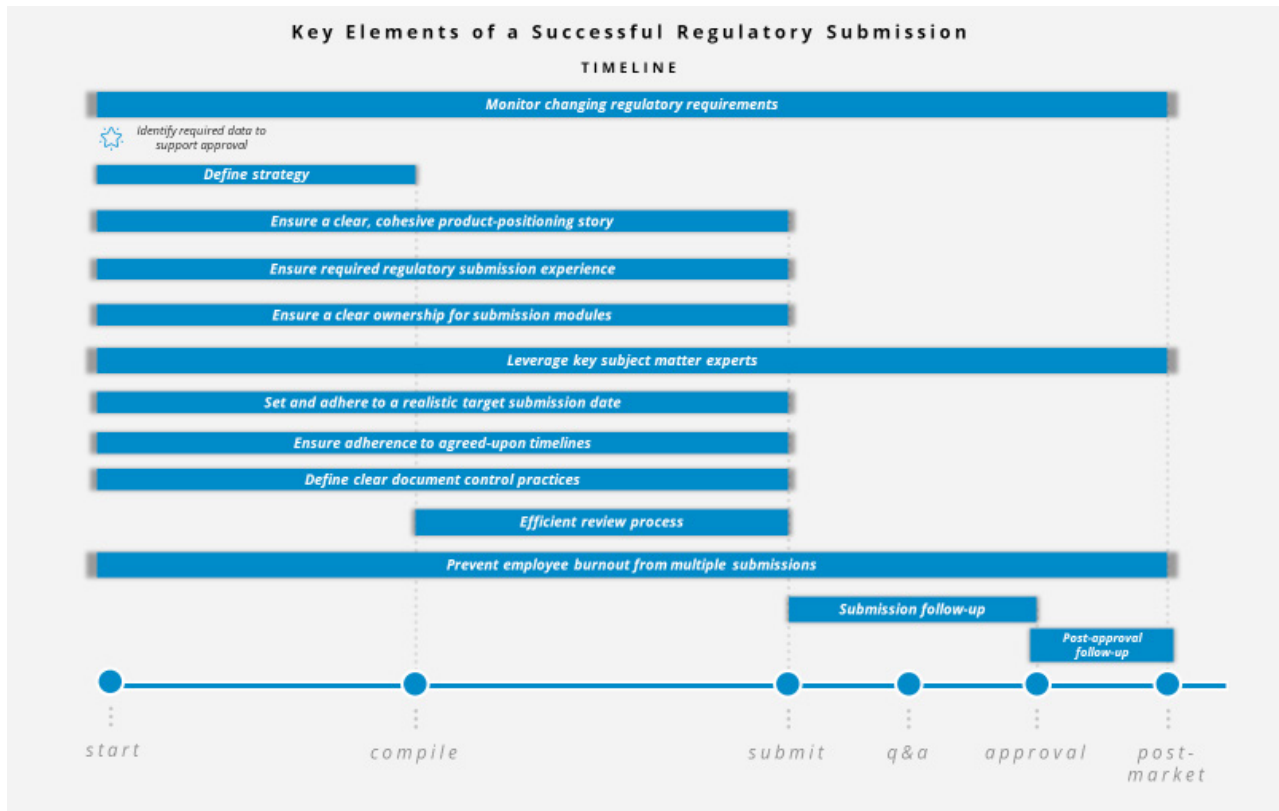 Key Elements of a Successful Regulatory Submission
TIMELINE
Monitor changing regulatory requirements
Identify required data to
support approval
Define strategy
Ensure a clear, cohesive product-positioning story
Ensure required regulatory submission experience
Ensure a clear ownership for submission modules
Leverage key subject matter experts
Set and adhere to a realistic target submission date
Ensure adherence to agreed-upon timelines
Define clear document control practices
Efficient review process
Prevent employee burnout from multiple submissions
Submission follow-up
Post-approval
follow-up
start
compile
submit
q&a
approval
post-
market